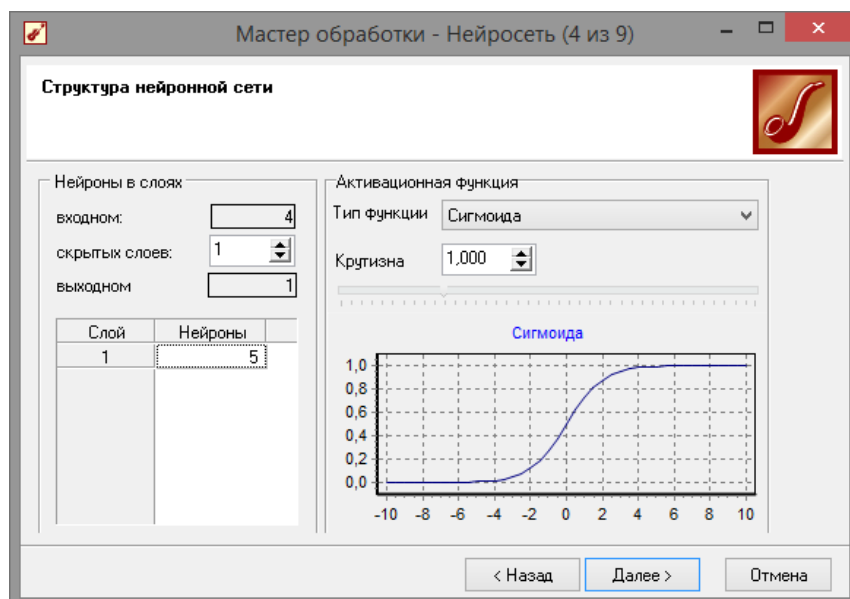 Мастер обработки - Нейросеть (4 из 9)
Структура нейронной сети
Нейроны в слоях
входном: 4
скрытых слоев: 1
выходном 1
Слой Нейроны
1 5
Активационная функция
Тип функции Сигмоида
Крутизна 1,000
Сигмоида
1,0
0,8
0,6
0,4
0,2
0,0
-10 -8 -6 -4 -2 0 2 4 6 8 10
< Назад Далее > Отмена